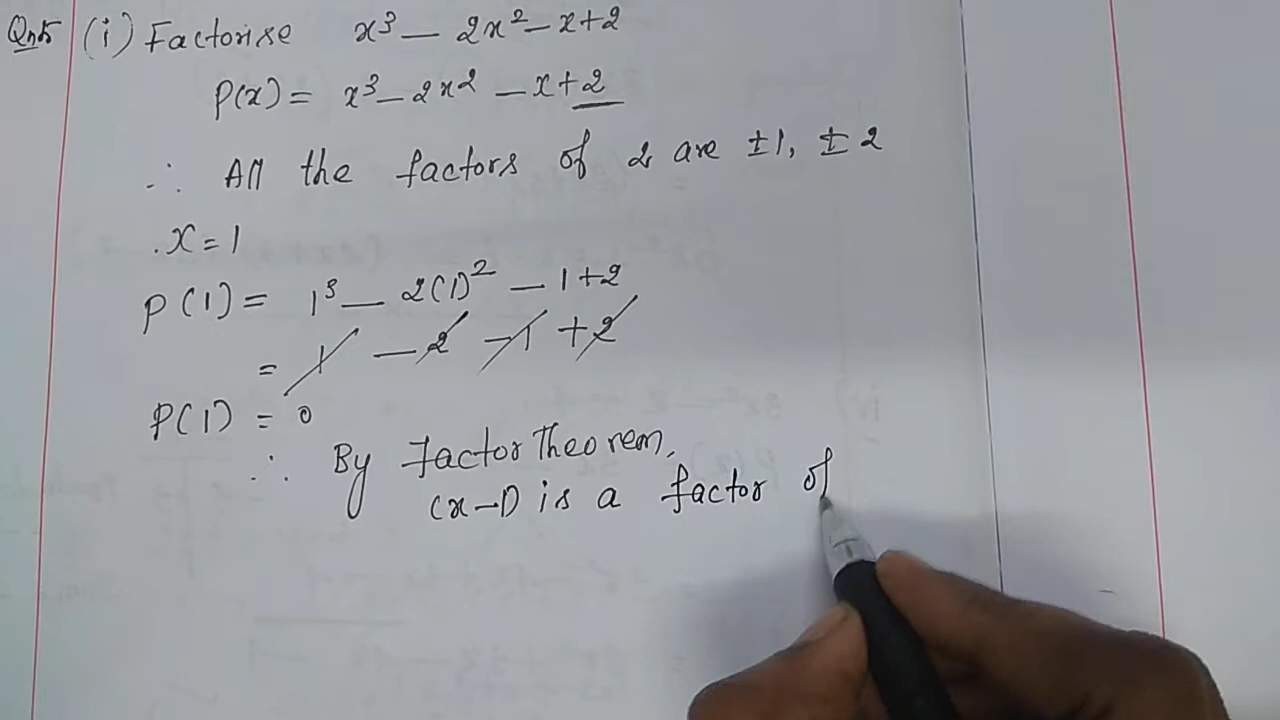 Qn5 (i) Factorise x³ - 2x² - x + 2
P(x) = x³ - 2x² - x + 2
∴ All the factors of 2 are ±1, ±2
.x = 1
P(1) = 1³ - 2(1)² - 1 + 2
= 1 - 2 - 1 + 2
P(1) = 0
∴ By Factor Theorem,
(x-1) is a factor of